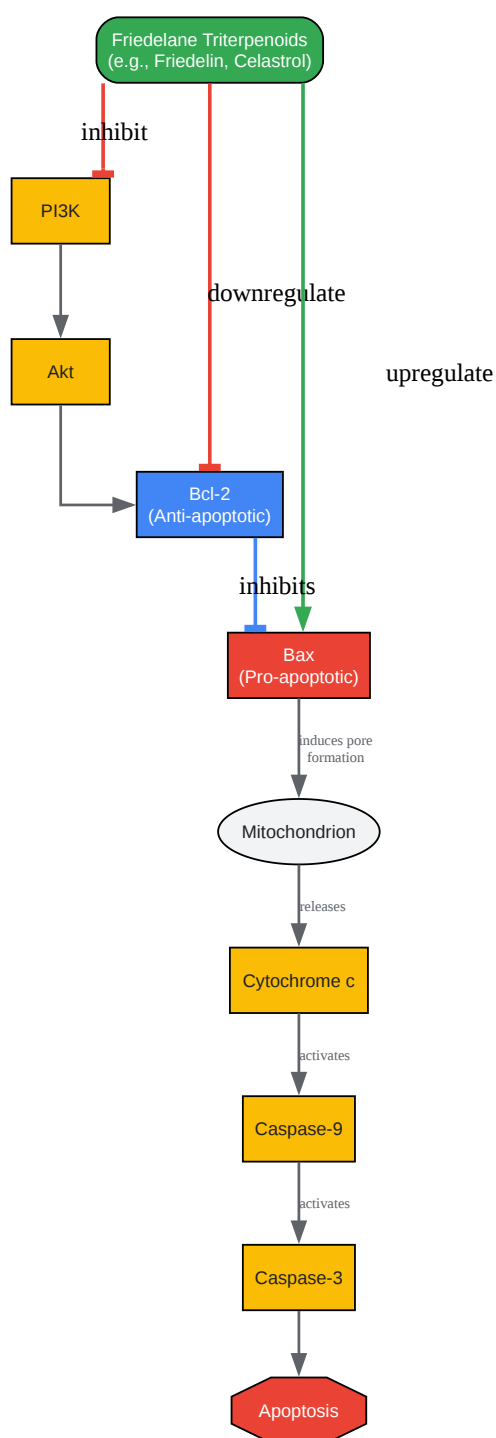 Friedelane Triterpenoids
(e.g., Friedelin, Celastrol)
inhibit
PI3K
downregulate
Akt
upregulate
Bcl-2
(Anti-apoptotic)
inhibits
Bax
(Pro-apoptotic)
induces pore
formation
Mitochondrion
releases
Cytochrome c
activates
Caspase-9
activates
Caspase-3
Apoptosis